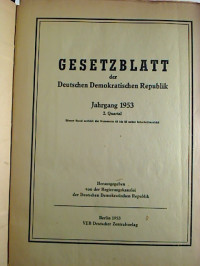 GESETZBLATT
der
Deutschen Demokratischen Republik
Jahrgang 1953
2. Quartal
Herausgegeben
von der Regierungskanzlei
der Deutschen Demokratischen Republik
Berlin 1953
VEB Deutscher Zentralverlag